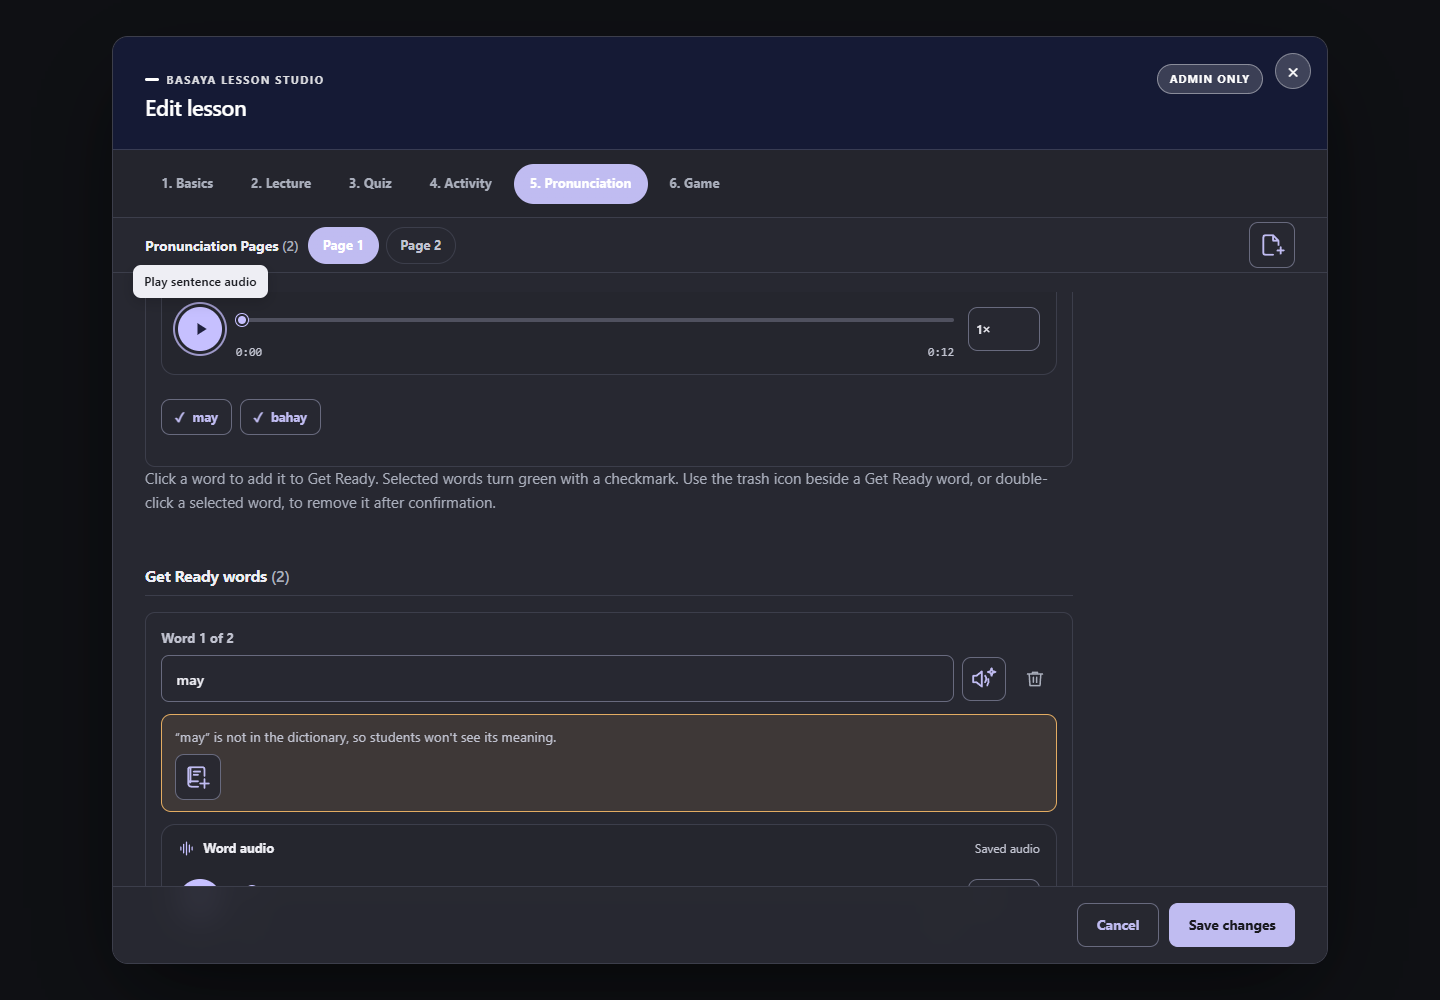 BASAYA LESSON STUDIO
Edit lesson
ADMIN ONLY
1. Basics
2. Lecture
3. Quiz
4. Activity
5. Pronunciation
6. Game
Pronunciation Pages (2)
Page 1
Page 2
Play sentence audio
1×
0:00
0:12
✓ may
✓ bahay
Click a word to add it to Get Ready. Selected words turn green with a checkmark. Use the trash icon beside a Get Ready word, or double-
click a selected word, to remove it after confirmation.
Get Ready words (2)
Word 1 of 2
may
“may” is not in the dictionary, so students won't see its meaning.
Word audio
Saved audio
Cancel
Save changes